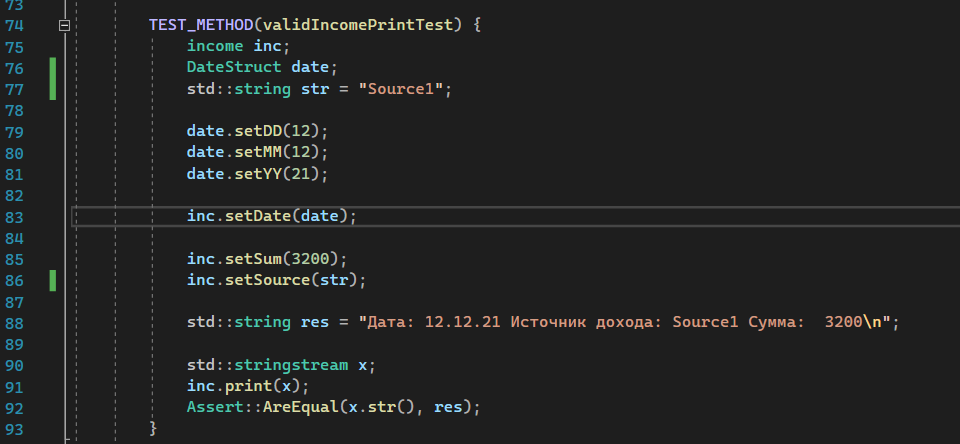 73
74 TEST_METHOD(validIncomePrintTest) {
75 income inc;
76 DateStruct date;
77 std::string str = "Source1";
78
79 date.setDD(12);
80 date.setMM(12);
81 date.setYY(21);
82
83 inc.setDate(date);
84
85 inc.setSum(3200);
86 inc.setSource(str);
87
88 std::string res = "Дата: 12.12.21 Источник дохода: Source1 Сумма:  3200\n";
89
90 std::stringstream x;
91 inc.print(x);
92 Assert::AreEqual(x.str(), res);
93 }